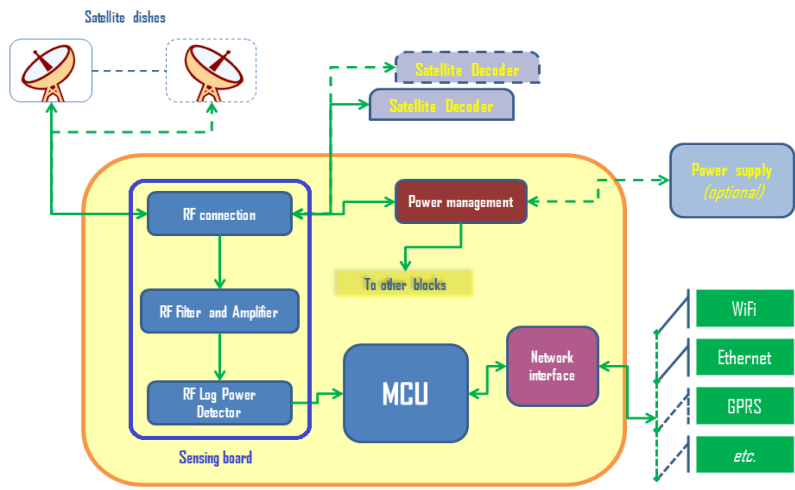 Satellite dishes
Satellite Decoder
Satellite Decoder
Power supply
(optional)
RF connection
Power management
To other blocks
RF Filter and Amplifier
WiFi
Network
interface
Ethernet
MCU
RF Log Power
Detector
GPRS
Sensing board
etc.